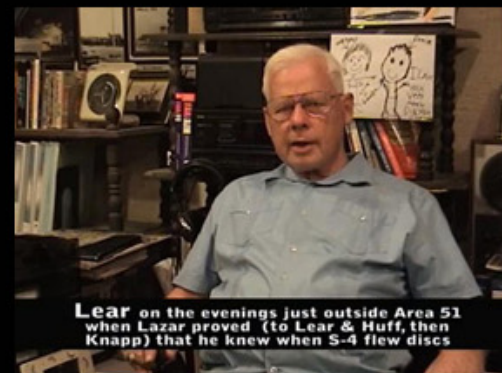 Lear on the evenings just outside Area 51
when Lazar proved (to Lear & Huff, then
Knapp) that he knew when S-4 flew discs